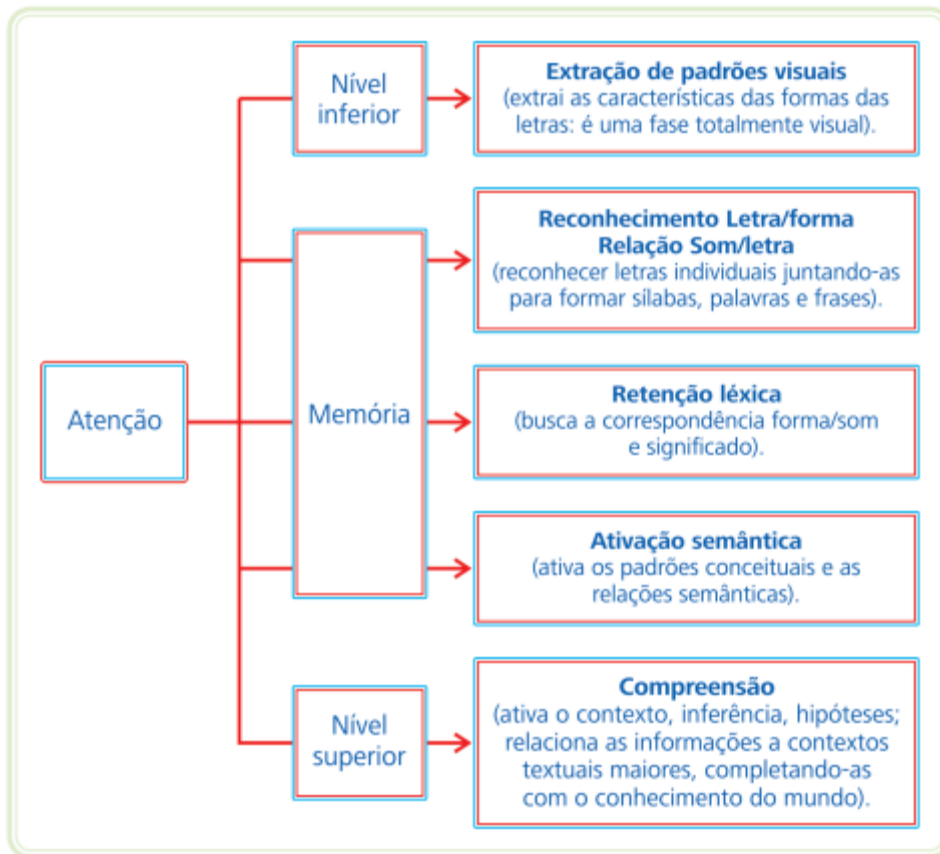 Nível
inferior
Extração de padrões visuais
(extrai as características das formas das
letras: é uma fase totalmente visual).
Reconhecimento Letra/forma
Relação Som/letra
(reconhecer letras individuais juntando-as
para formar sílabas, palavras e frases).
Atenção
Memória
Retenção léxica
(busca a correspondência forma/som
e significado).
Ativação semântica
(ativa os padrões conceituais e as
relações semânticas).
Nível
superior
Compreensão
(ativa o contexto, inferência, hipóteses;
relaciona as informações a contextos
textuais maiores, completando-as
com o conhecimento do mundo).